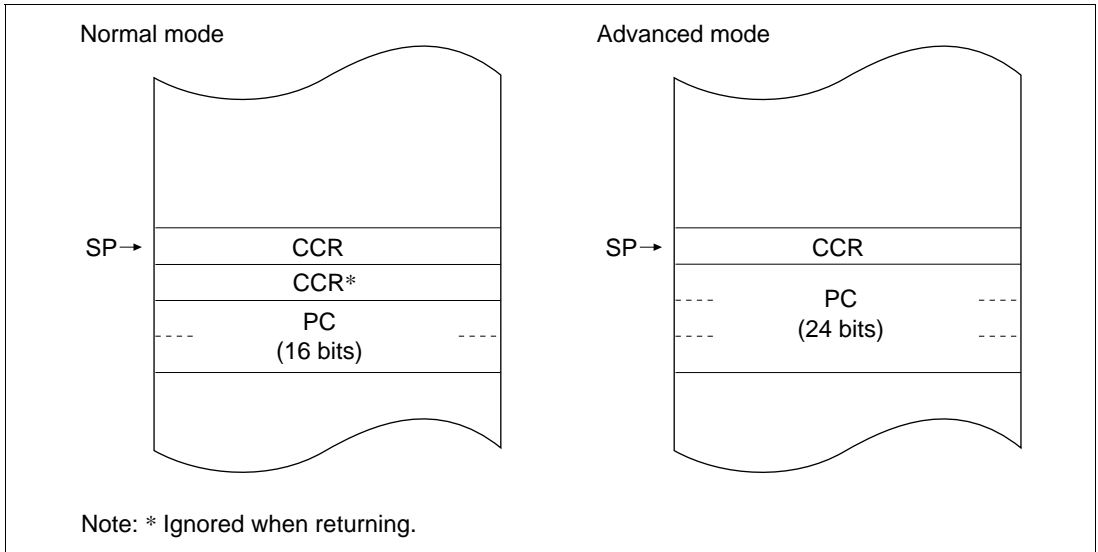 Normal mode
SP→
CCR
CCR*
PC
(16 bits)
Advanced mode
SP→
CCR
PC
(24 bits)
Note: * Ignored when returning.